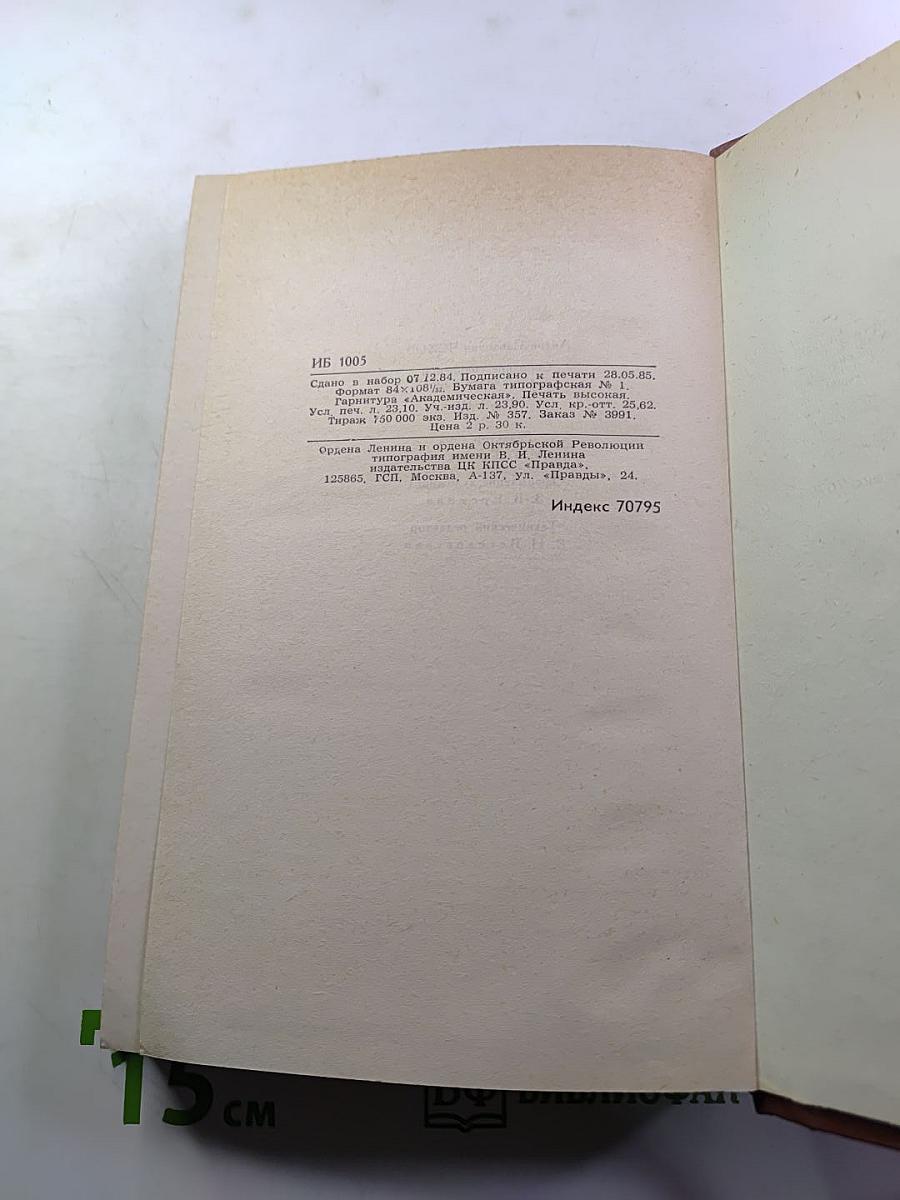 ИБ 1005
Сдано в набор 07.12.84. Подписано к печати 28.05.85.
Формат 84×108¹/₃₂. Бумага типографская № 1.
Гарнитура «Академическая». Печать высокая.
Усл. печ. л. 23,10. Уч.-изд. л. 23,90. Усл. кр.-отт. 25,62.
Тираж 750 000 экз. Изд. № 357. Заказ № 3991.
Цена 2 р. 30 к.
Ордена Ленина и ордена Октябрьской Революции
типография имени В. И. Ленина
издательства ЦК КПСС «Правда».
125865, ГСП, Москва, А-137, ул. «Правды», 24.
Индекс 70795
15 см
БФ БИБЛИОФАН